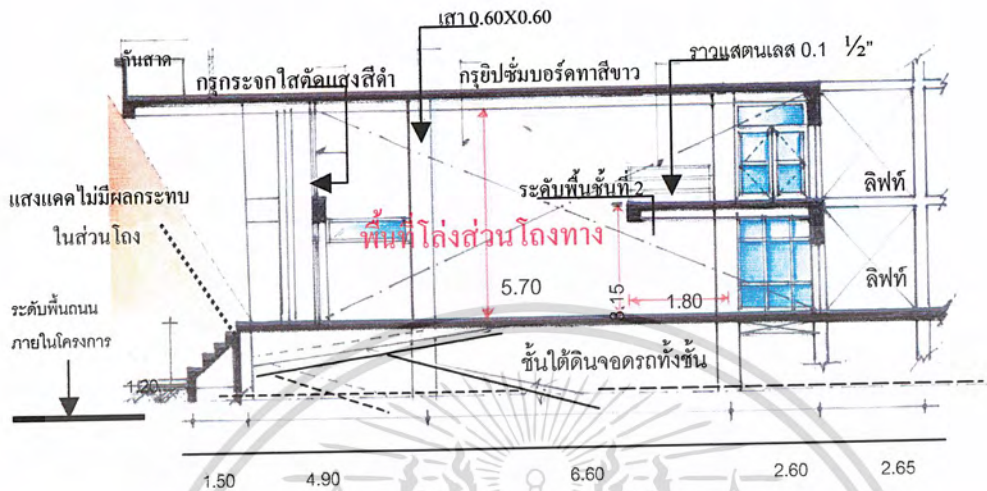 เสา 0.60X0.60
กันสาด
กรุกระจกใสตัดแสงสีดำ
กรุยิปซั่มบอร์ดทาสีขาว
ราวแสตนเลส 0.1 ½"
แสงแดดไม่มีผลกระทบ
ในส่วนโถง
ระดับพื้นชั้นที่ 2
ลิฟท์
พื้นที่โล่งส่วนโถงทาง
5.70
3.15
1.80
ลิฟท์
ระดับพื้นถนน
ภายในโครงการ
ชั้นใต้ดินจอดรถทั้งชั้น
1.20
1.50 4.90 6.60 2.60 2.65